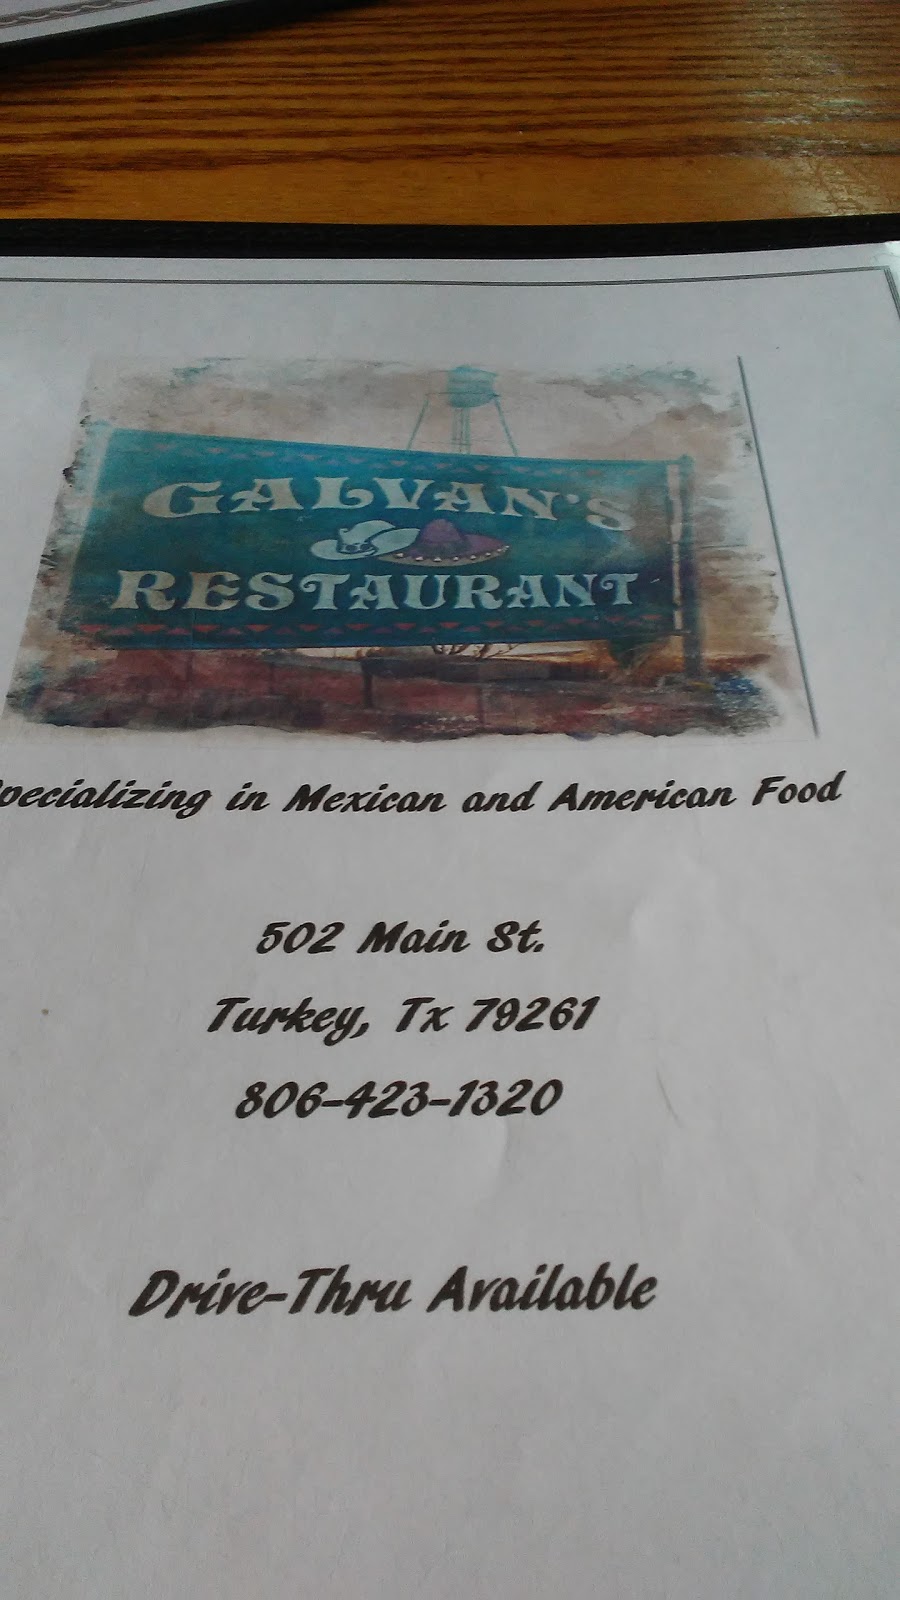 GALVAN'S
RESTAURANT
Specializing in Mexican and American Food
502 Main St.
Turkey, Tx 79261
806-423-1320
Drive-Thru Available